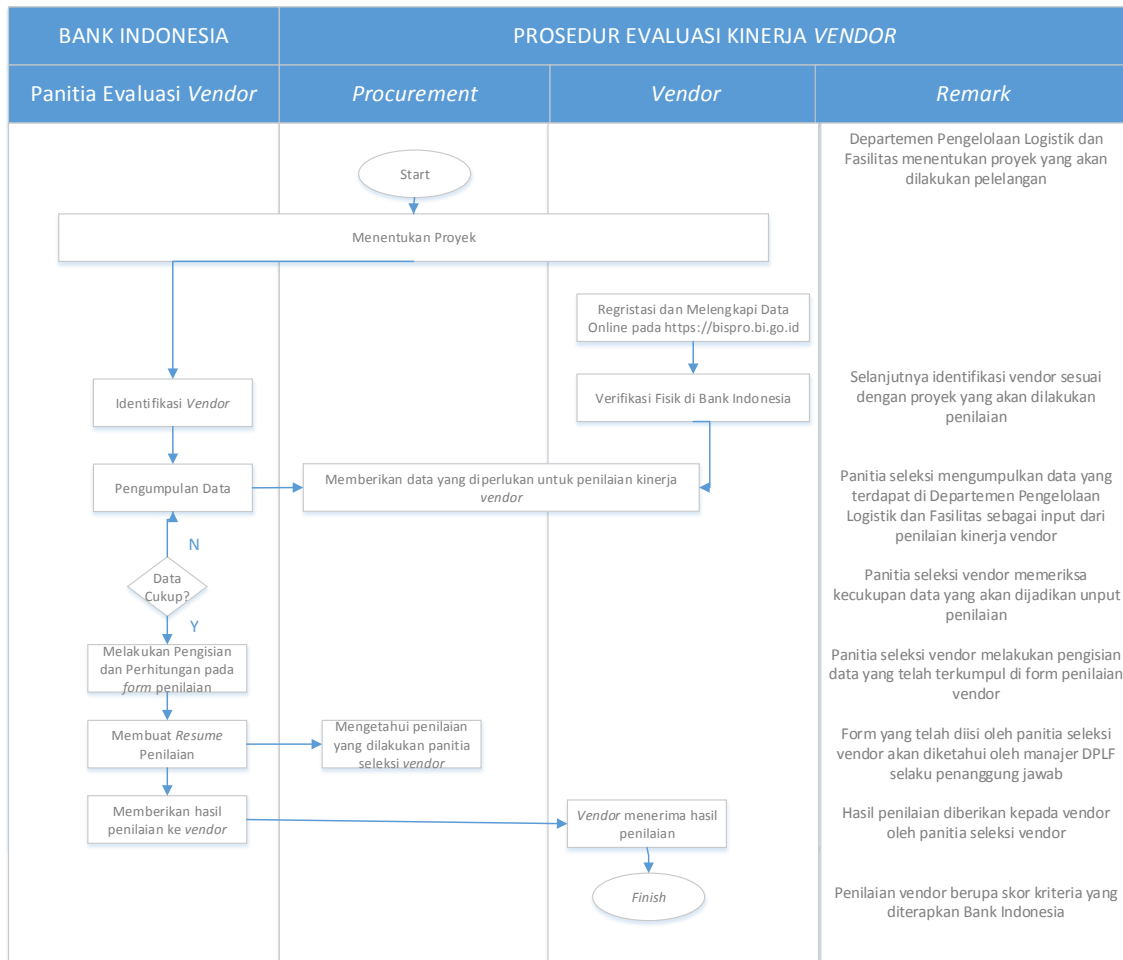 BANK INDONESIA
PROSEDUR EVALUASI KINERJA VENDOR
Panitia Evaluasi Vendor
Procurement
Vendor
Remark
Start
Departemen Pengelolaan Logistik dan
Fasilitas menentukan proyek yang akan
dilakukan pelelangan
Menentukan Proyek
Regristasi dan Melengkapi Data
Online pada https://bispro.bi.go.id
Identifikasi Vendor
Verifikasi Fisik di Bank Indonesia
Selanjutnya identifikasi vendor sesuai
dengan proyek yang akan dilakukan
penilaian
Pengumpulan Data
Memberikan data yang diperlukan untuk penilaian kinerja
vendor
Panitia seleksi mengumpulkan data yang
terdapat di Departemen Pengelolaan
Logistik dan Fasilitas sebagai input dari
penilaian kinerja vendor
N
Data
Cukup?
Y
Panitia seleksi vendor memeriksa
kecukupan data yang akan dijadikan unput
penilaian
Melakukan Pengisian
dan Perhitungan pada
form penilaian
Panitia seleksi vendor melakukan pengisian
data yang telah terkumpul di form penilaian
vendor
Membuat Resume
Penilaian
Mengetahui penilaian
yang dilakukan panitia
seleksi vendor
Form yang telah diisi oleh panitia seleksi
vendor akan diketahui oleh manajer DPLF
selaku penanggung jawab
Memberikan hasil
penilaian ke vendor
Vendor menerima hasil
penilaian
Hasil penilaian diberikan kepada vendor
oleh panitia seleksi vendor
Finish
Penilaian vendor berupa skor kriteria yang
diterapkan Bank Indonesia